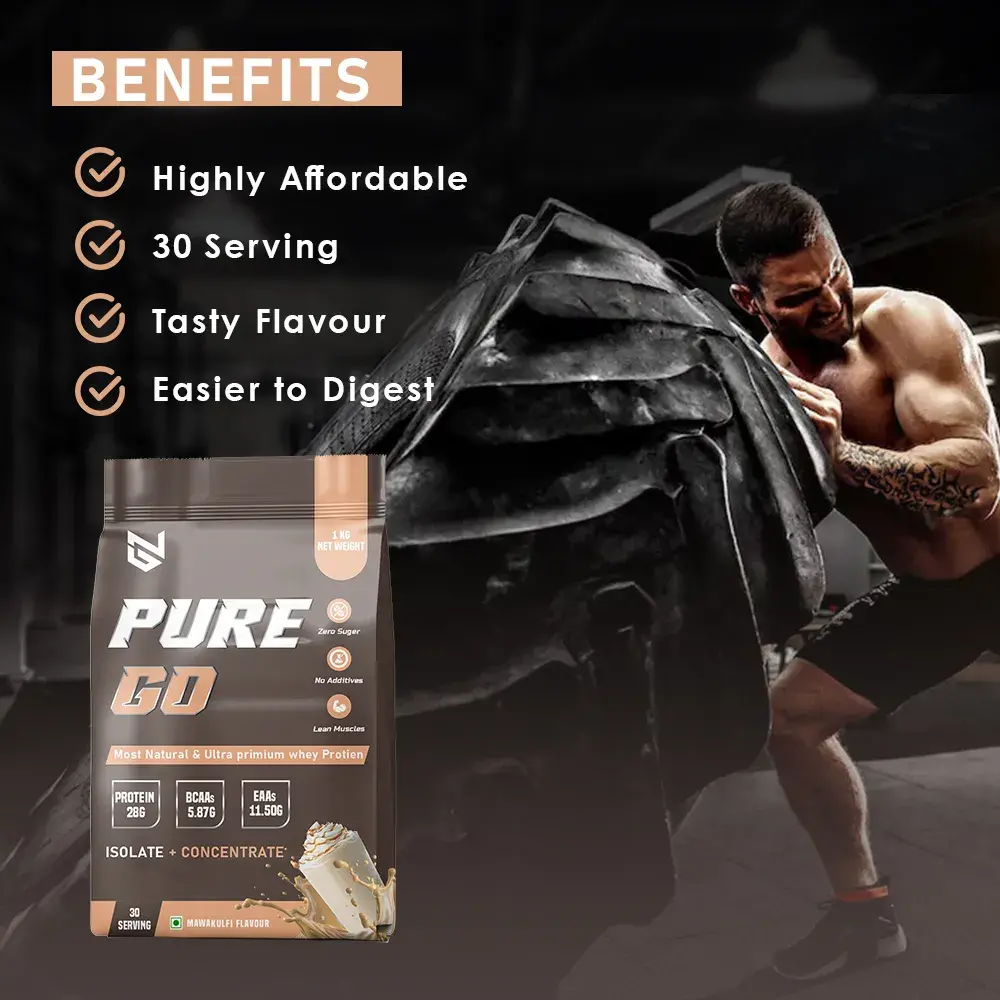 BENEFITS
Highly Affordable
30 Serving
Tasty Flavour
Easier to Digest
1 KG
NET WEIGHT
PURE
GO
Zero Suger
No Additives
Lean Muscles
Most Natural & Ultra primium whey Protien
PROTEIN
28G
BCAAs
5.87G
EAAs
11.50G
ISOLATE + CONCENTRATE
30
SERVING
MAWAKULFI FLAVOUR